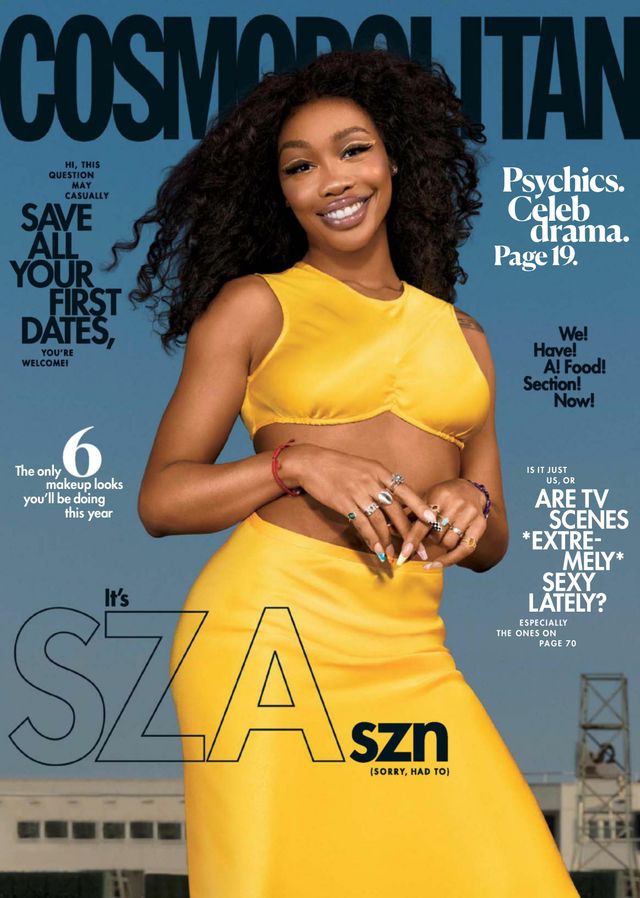 COSMOPOLITAN
HI, THIS
QUESTION
MAY
CASUALLY
SAVE
ALL
YOUR
FIRST
DATES,
YOU'RE
WELCOME!
Psychics.
Celeb
drama.
Page 19.
We!
Have!
A! Food!
Section!
Now!
The only 6
makeup looks
you'll be doing
this year
IS IT JUST
US, OR
ARE TV
SCENES
*EXTRE-
MELY*
SEXY
LATELY?
ESPECIALLY
THE ONES ON
PAGE 70
It's
SZA
szn
(SORRY, HAD TO)